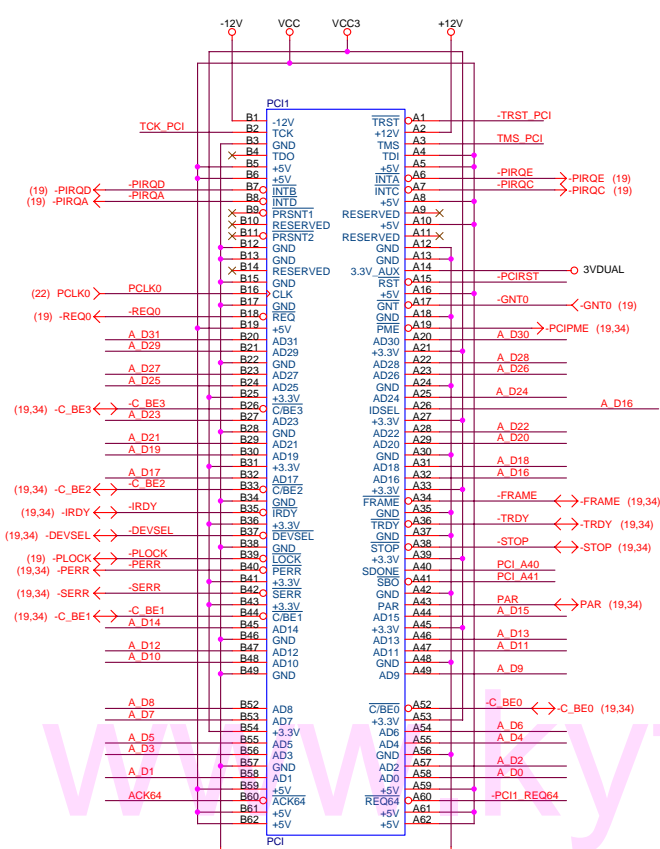 -12V VCC VCC3 +12V
PCI1
B1 -12V TRST A1 -TRST_PCI
TCK_PCI B2 TCK +12V A2
B3 GND TMS A3 TMS_PCI
B4 TDO TDI A4
B5 +5V +5V A5
B6 +5V INTA A6 -PIRQE -PIRQE (19)
(19) -PIRQD -PIRQD B7 INTB INTC A7 -PIRQC -PIRQC (19)
(19) -PIRQA -PIRQA B8 INTD +5V A8
B9 PRSNT1 RESERVED A9
B10 RESERVED +5V A10
B11 PRSNT2 RESERVED A11
B12 GND GND A12
B13 GND GND A13
B14 RESERVED 3.3V_AUX A14 3VDUAL
B15 GND RST A15 -PCIRST
(22) PCLK0 PCLK0 B16 CLK +5V A16
B17 GND GNT A17 -GNT0 -GNT0 (19)
(19) -REQ0 -REQ0 B18 REQ GND A18
B19 +5V PME A19 -PCIPME (19,34)
A_D31 B20 AD31 AD30 A20 A_D30
A_D29 B21 AD29 +3.3V A21
B22 GND AD28 A22 A_D28
A_D27 B23 AD27 AD26 A23 A_D26
A_D25 B24 AD25 GND A24
B25 +3.3V AD24 A25 A_D24
(19,34) -C_BE3 -C_BE3 B26 C/BE3 IDSEL A26 A_D16
A_D23 B27 AD23 +3.3V A27
B28 GND AD22 A28 A_D22
A_D21 B29 AD21 AD20 A29 A_D20
A_D19 B30 AD19 GND A30
B31 +3.3V AD18 A31 A_D18
A_D17 B32 AD17 AD16 A32 A_D16
(19,34) -C_BE2 -C_BE2 B33 C/BE2 +3.3V A33
B34 GND FRAME A34 -FRAME -FRAME (19,34)
(19,34) -IRDY -IRDY B35 IRDY GND A35
B36 +3.3V TRDY A36 -TRDY -TRDY (19,34)
(19,34) -DEVSEL -DEVSEL B37 DEVSEL GND A37
B38 GND STOP A38 -STOP -STOP (19,34)
(19) -PLOCK -PLOCK B39 LOCK +3.3V A39
(19,34) -PERR -PERR B40 PERR SDONE A40 PCI_A40
B41 +3.3V SBO A41 PCI_A41
(19,34) -SERR -SERR B42 SERR GND A42
B43 +3.3V PAR A43 PAR PAR (19,34)
(19,34) -C_BE1 -C_BE1 B44 C/BE1 AD15 A44 A_D15
A_D14 B45 AD14 +3.3V A45
B46 GND AD13 A46 A_D13
A_D12 B47 AD12 AD11 A47 A_D11
A_D10 B48 AD10 GND A48
B49 GND AD9 A49 A_D9
A_D8 B52 AD8 C/BE0 A52 -C_BE0 -C_BE0 (19,34)
A_D7 B53 AD7 +3.3V A53
B54 +3.3V AD6 A54 A_D6
A_D5 B55 AD5 AD4 A55 A_D4
A_D3 B56 AD3 GND A56
B57 GND AD2 A57 A_D2
A_D1 B58 AD1 AD0 A58 A_D0
B59 +5V +5V A59
ACK64 B60 ACK64 REQ64 A60 -PCI1_REQ64
B61 +5V +5V A61
B62 +5V +5V A62
PCI
www.ky